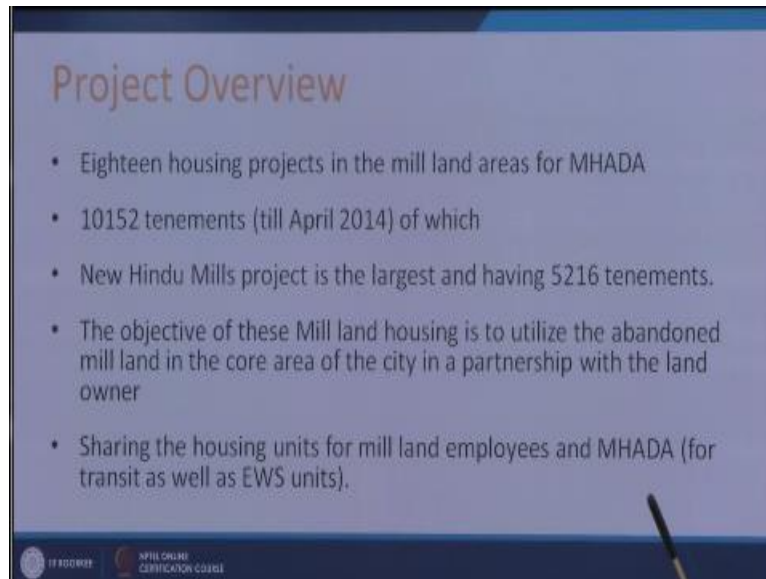 Project Overview
• Eighteen housing projects in the mill land areas for MHADA
• 10152 tenements (till April 2014) of which
• New Hindu Mills project is the largest and having 5216 tenements.
• The objective of these Mill land housing is to utilize the abandoned
mill land in the core area of the city in a partnership with the land
owner
• Sharing the housing units for mill land employees and MHADA (for
transit as well as EWS units).
IIT ROORKEE
NPTEL ONLINE
CERTIFICATION COURSE